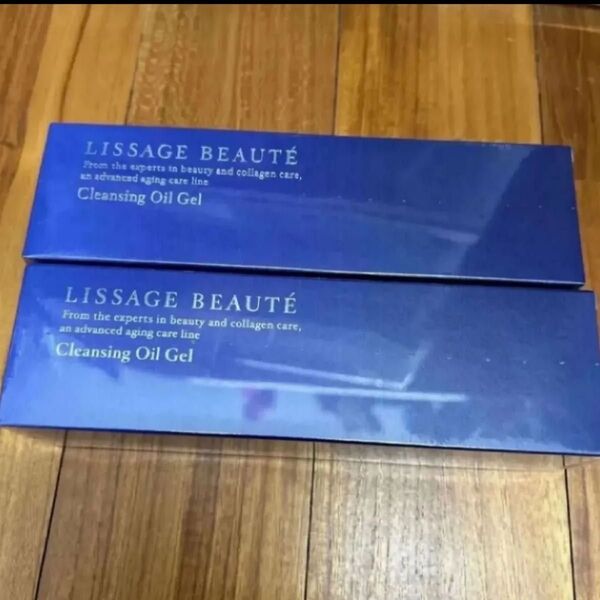 LISSAGE BEAUTÉ
From the experts in beauty and collagen care,
an advanced aging care line
Cleansing Oil Gel
LISSAGE BEAUTÉ
From the experts in beauty and collagen care,
an advanced aging care line
Cleansing Oil Gel